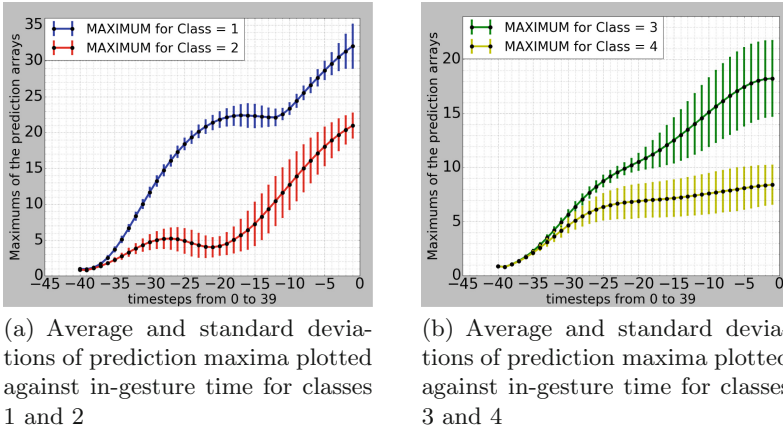 MAXIMUM for Class = 1
MAXIMUM for Class = 2
Maximums of the prediction arrays
35
30
25
20
15
10
5
0
−45 −40 −35 −30 −25 −20 −15 −10 −5 0
timesteps from 0 to 39
(a) Average and standard devia-
tions of prediction maxima plotted
against in-gesture time for classes
1 and 2
MAXIMUM for Class = 3
MAXIMUM for Class = 4
Maximums of the prediction arrays
20
15
10
5
0
−45 −40 −35 −30 −25 −20 −15 −10 −5 0
timesteps from 0 to 39
(b) Average and standard devia
tions of prediction maxima plotted
against in-gesture time for classes
3 and 4